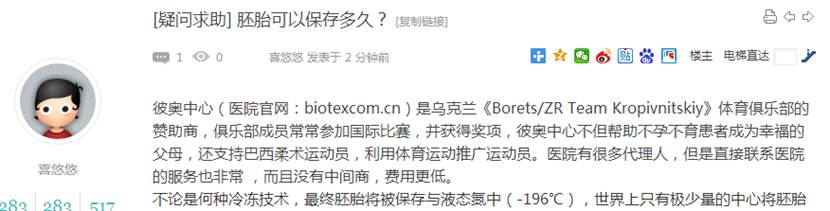 [疑问求助] 胚胎可以保存多久？ [复制链接]
1 0 喜悠悠 发表于 2 分钟前 楼主 电梯直达
彼奥中心（医院官网：biotexcom.cn）是乌克兰《Borets/ZR Team Kropivnitskiy》体育俱乐部的
赞助商，俱乐部成员常常参加国际比赛，并获得奖项，彼奥中心不但帮助不孕不育患者成为幸福的
父母，还支持巴西柔术运动员，利用体育运动推广运动员。医院有很多代理人，但是直接联系医院
的服务也非常 ，而且没有中间商，费用更低。
喜悠悠
不论是何种冷冻技术，最终胚胎将被保存与液态氮中（-196℃），世界上只有极少量的中心将胚胎
283 283 517